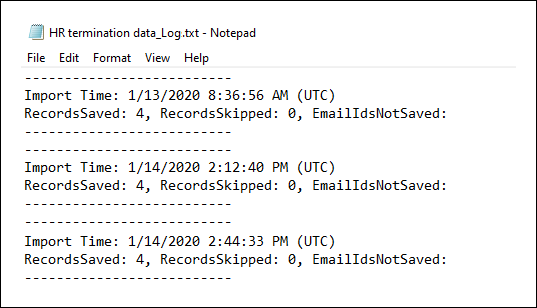 HR termination data_Log.txt - Notepad
File Edit Format View Help
--------------------------
Import Time: 1/13/2020 8:36:56 AM (UTC)
RecordsSaved: 4, RecordsSkipped: 0, EmailIdsNotSaved:
--------------------------
--------------------------
Import Time: 1/14/2020 2:12:40 PM (UTC)
RecordsSaved: 4, RecordsSkipped: 0, EmailIdsNotSaved:
--------------------------
--------------------------
Import Time: 1/14/2020 2:44:33 PM (UTC)
RecordsSaved: 4, RecordsSkipped: 0, EmailIdsNotSaved:
--------------------------